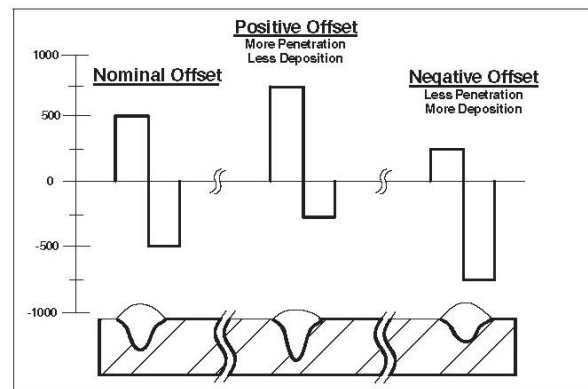 Positive Offset
More Penetration
Less Deposition
Nominal Offset
Negative Offset
Less Penetration
More Deposition
1000
500
0
-500
-1000